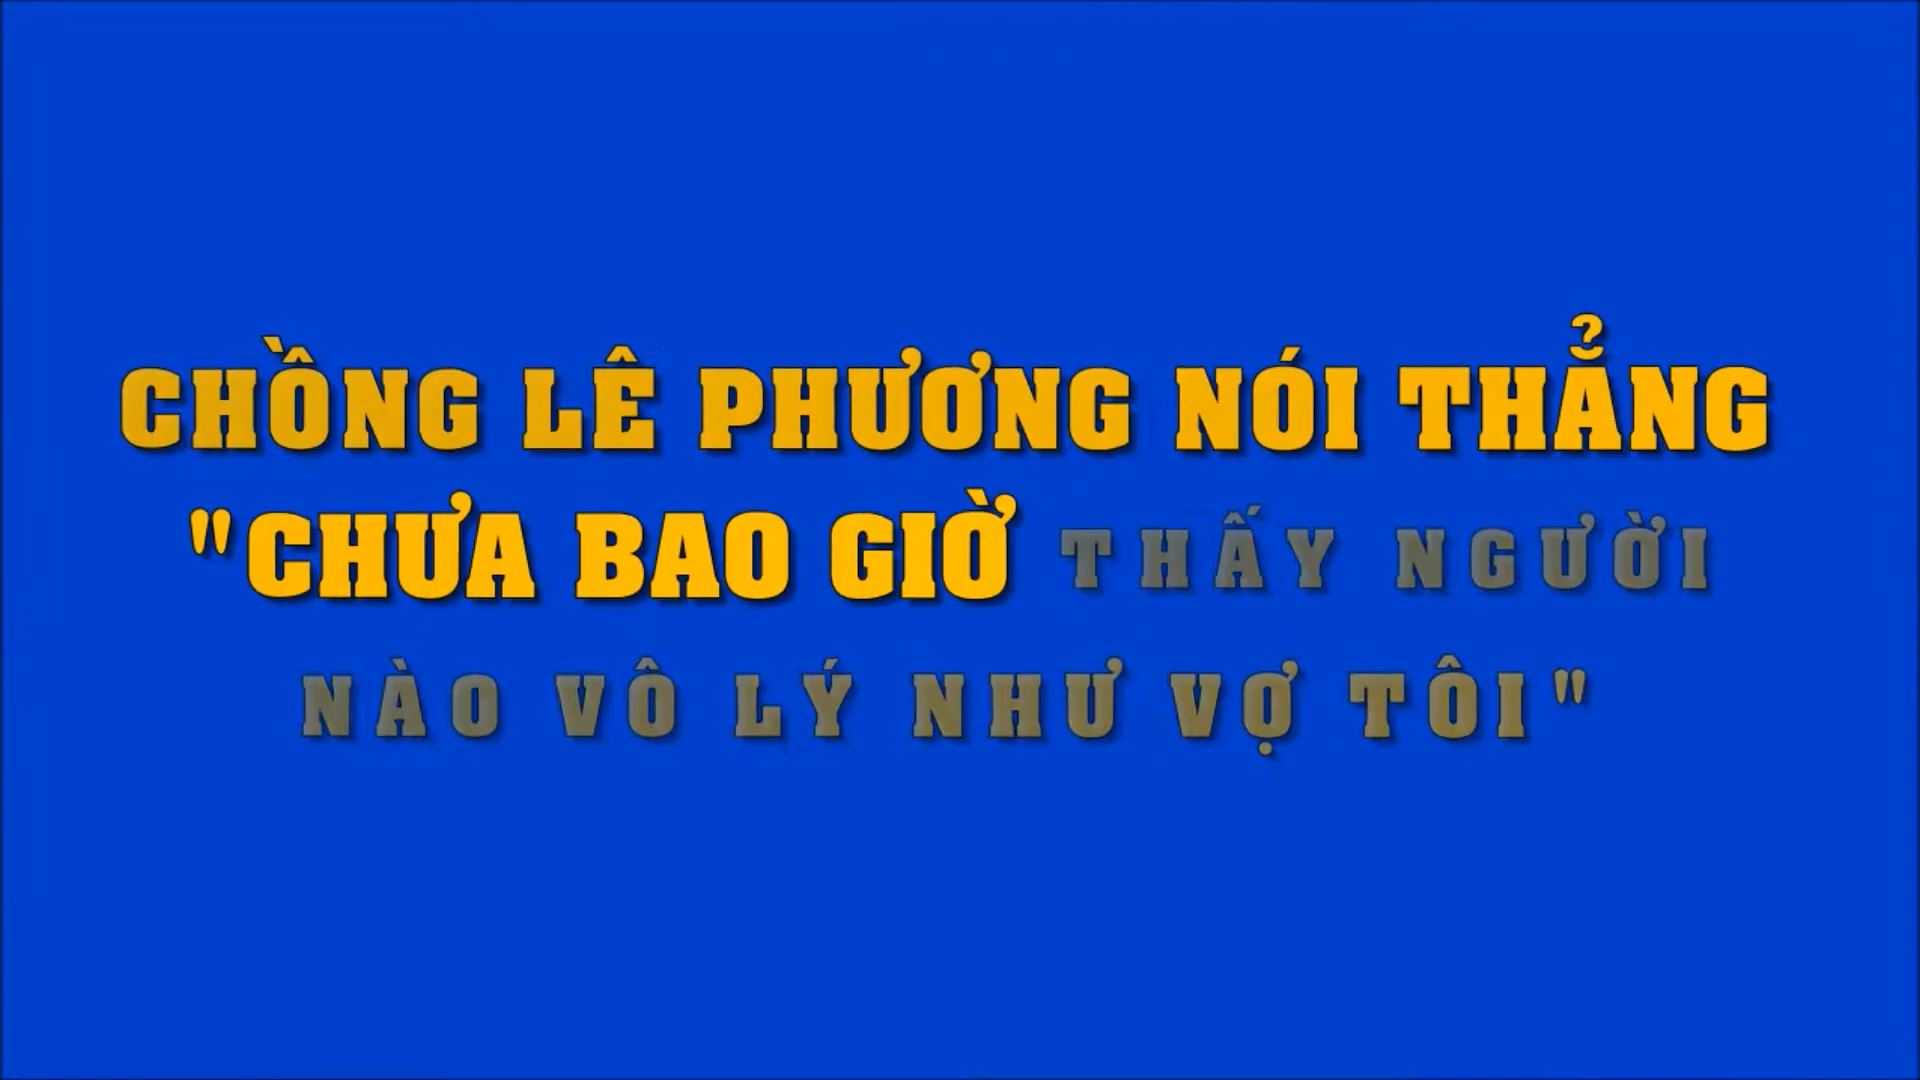 CHỒNG LÊ PHƯƠNG NÓI THẲNG
"CHƯA BAO GIỜ THẤY NGƯỜI
NÀO VÔ LÝ NHƯ VỢ TÔI"